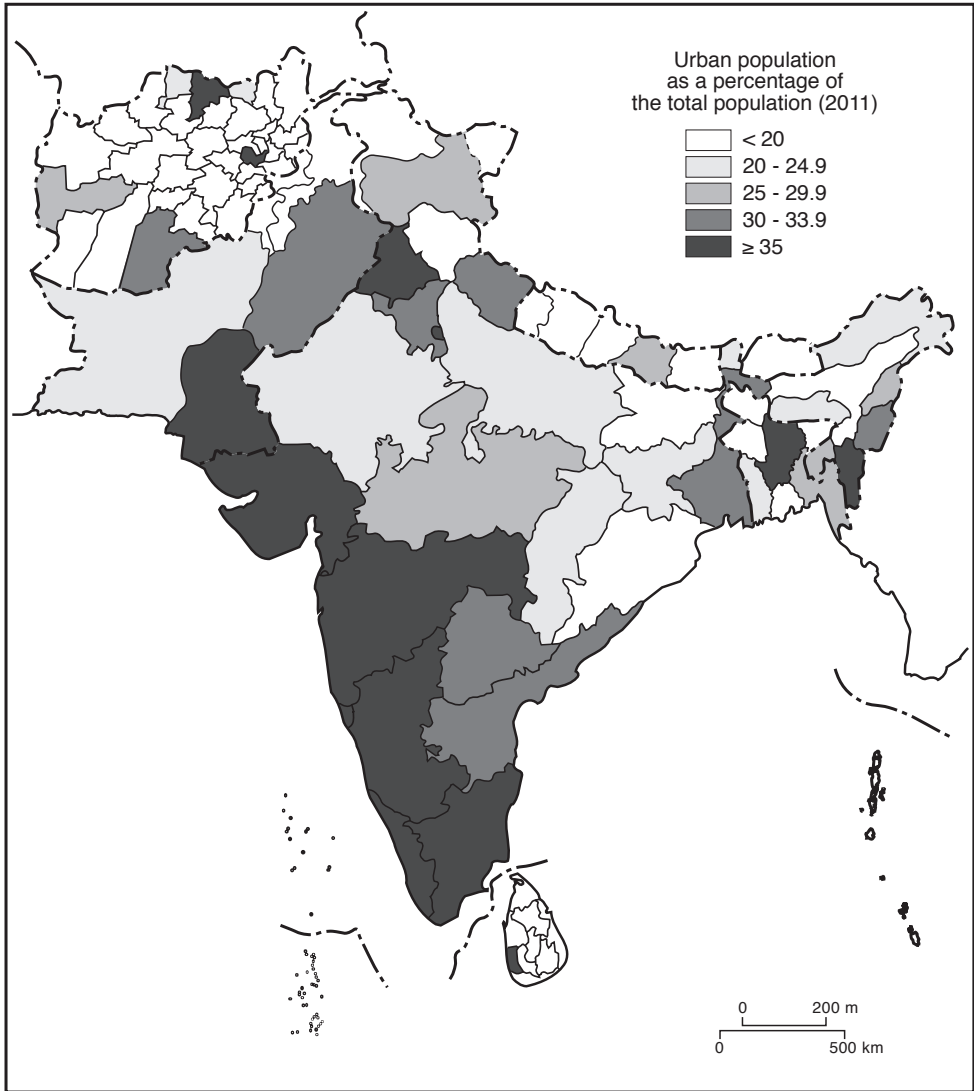 Urban population
as a percentage of
the total population (2011)
< 20
20 - 24.9
25 - 29.9
30 - 33.9
≥ 35
0 200 m
0 500 km